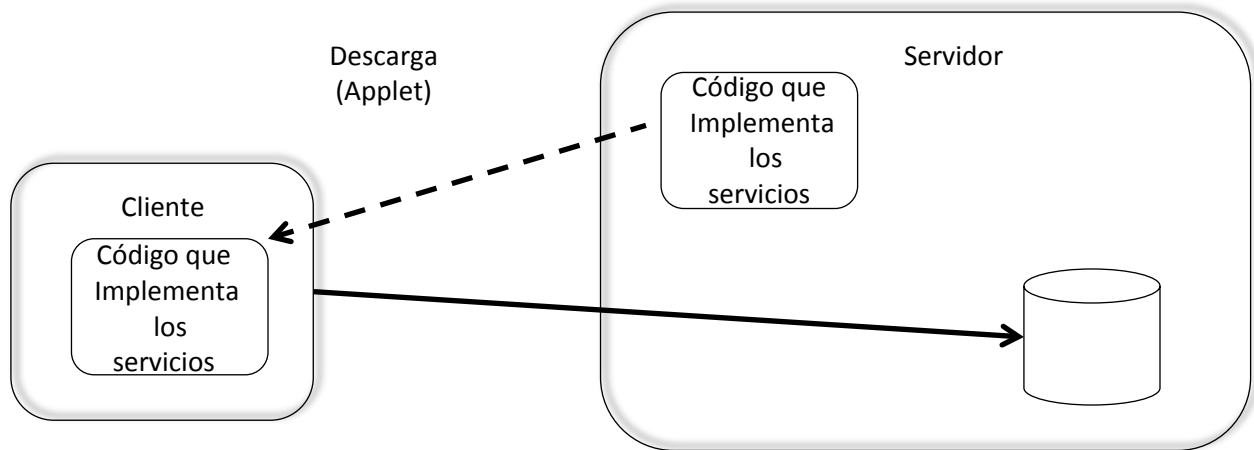 Descarga
(Applet)
Servidor
Código que
Implementa
los
servicios
Cliente
Código que
Implementa
los
servicios